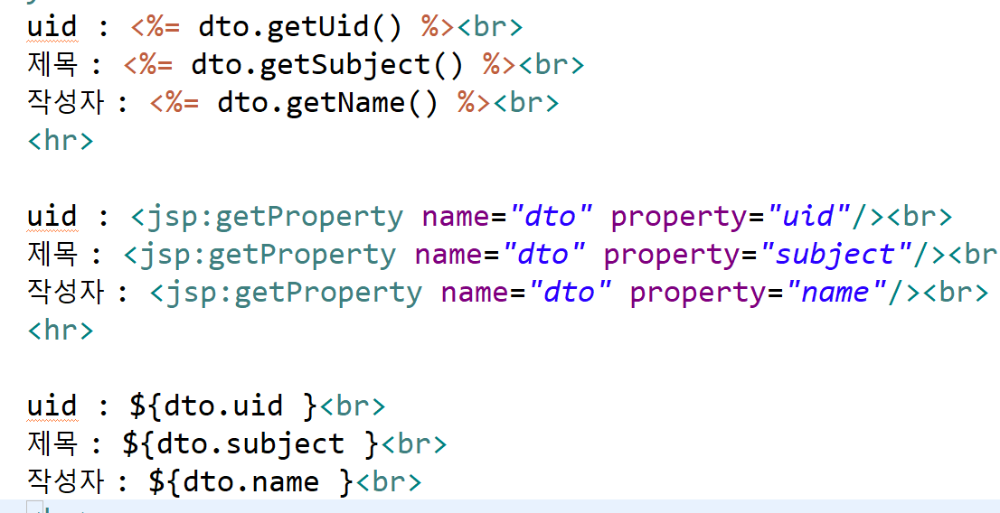 uid : <%= dto.getUid() %><br>
제목 : <%= dto.getSubject() %><br>
작성자 : <%= dto.getName() %><br>
<hr>
uid : <jsp:getProperty name="dto" property="uid"/><br>
제목 : <jsp:getProperty name="dto" property="subject"/><br
작성자 : <jsp:getProperty name="dto" property="name"/><br>
<hr>
uid : ${dto.uid }<br>
제목 : ${dto.subject }<br>
작성자 : ${dto.name }<br>